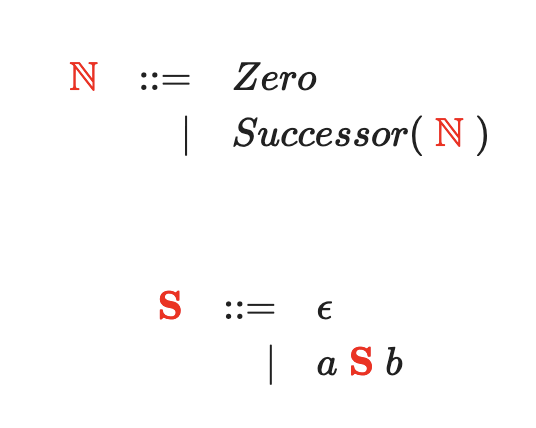 ℕ ::= Zero
| Successor( ℕ )
S ::= ϵ
| a S b